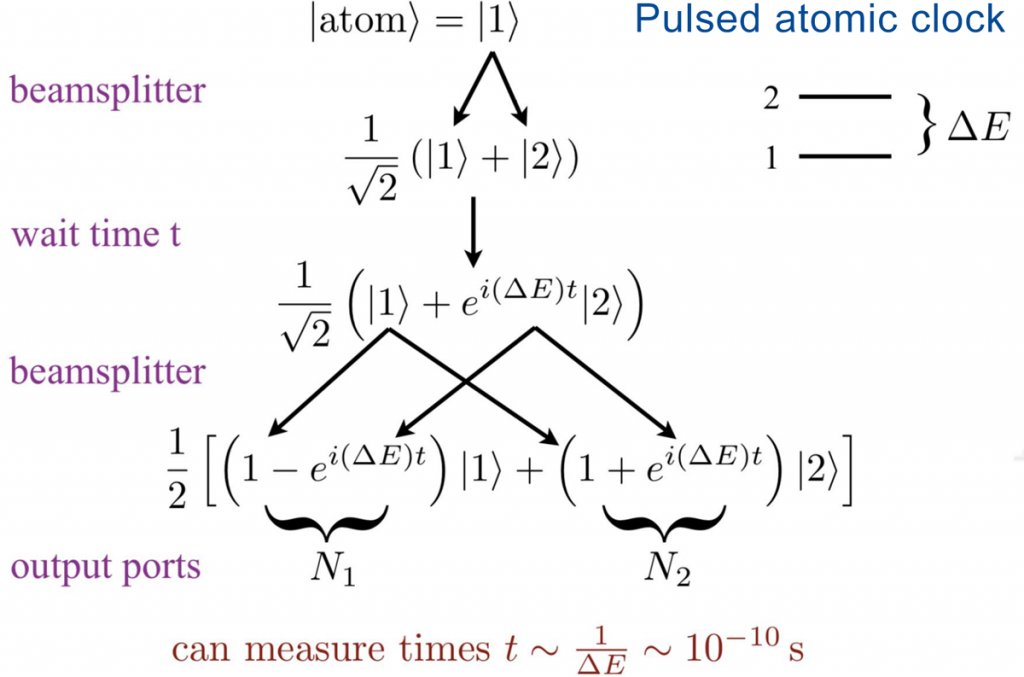 |atom⟩ = |1⟩
Pulsed atomic clock
beamsplitter
2
1
} ΔE
1/√2 (|1⟩ + |2⟩)
wait time t
1/√2 (|1⟩ + e^{i(ΔE)t}|2⟩)
beamsplitter
1/2 [(1 − e^{i(ΔE)t}) |1⟩ + (1 + e^{i(ΔE)t}) |2⟩]
output ports
N₁
N₂
can measure times t ∼ 1/ΔE ∼ 10⁻¹⁰ s